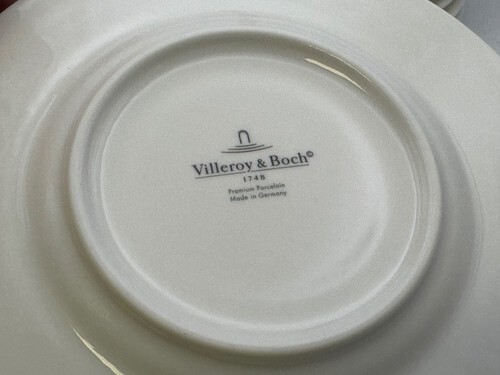 Villeroy & Boch©
1748
Premium Porcelain
Made in Germany